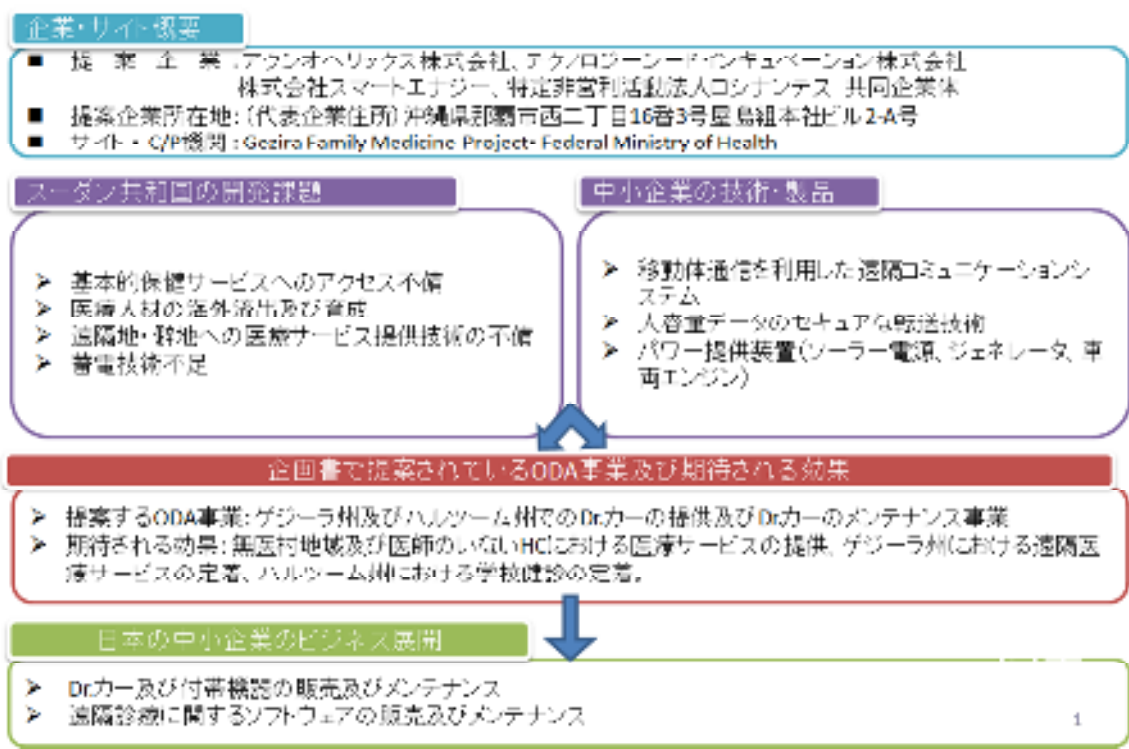 企業・サイト概要
■ 提 案 企 業 :アクシオヘリックス株式会社、テクノロジーシードインキュベーション株式会社
株式会社スマートエナジー、特定非営利活動法人ロシナンテス 共同企業体
■ 提案企業所在地:(代表企業住所)沖縄県那覇市西二丁目16番3号屋島組本社ビル2-A号
■ サイト・C/P機関:Gezira Family Medicine Project- Federal Ministry of Health
スーダン共和国の開発課題
➢ 基本的保健サービスへのアクセス不備
➢ 医療人材の海外流出及び育成
➢ 遠隔地・僻地への医療サービス提供技術の不備
➢ 蓄電技術不足
中小企業の技術・製品
➢ 移動体通信を利用した遠隔コミュニケーションシ
ステム
➢ 大容量データのセキュアな転送技術
➢ パワー提供装置(ソーラー電源、ジェネレータ、車
両エンジン)
企画書で提案されているODA事業及び期待される効果
➢ 提案するODA事業:ゲジーラ州及びハルツーム州でのDr.カーの提供及びDr.カーのメンテナンス事業
➢ 期待される効果:無医村地域及び医師のいないHCにおける医療サービスの提供、ゲジーラ州における遠隔医
療サービスの定着、ハルツーム州における学校健診の定着。
日本の中小企業のビジネス展開
➢ Dr.カー及び付帯機器の販売及びメンテナンス
➢ 遠隔診療に関するソフトウェアの販売及びメンテナンス
1